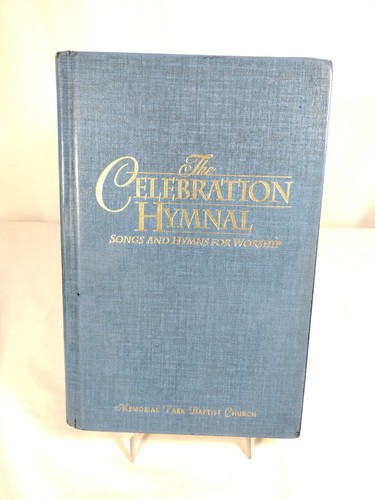 The
CELEBRATION
HYMNAL
SONGS AND HYMNS FOR WORSHIP
MEMORIAL PARK BAPTIST CHURCH